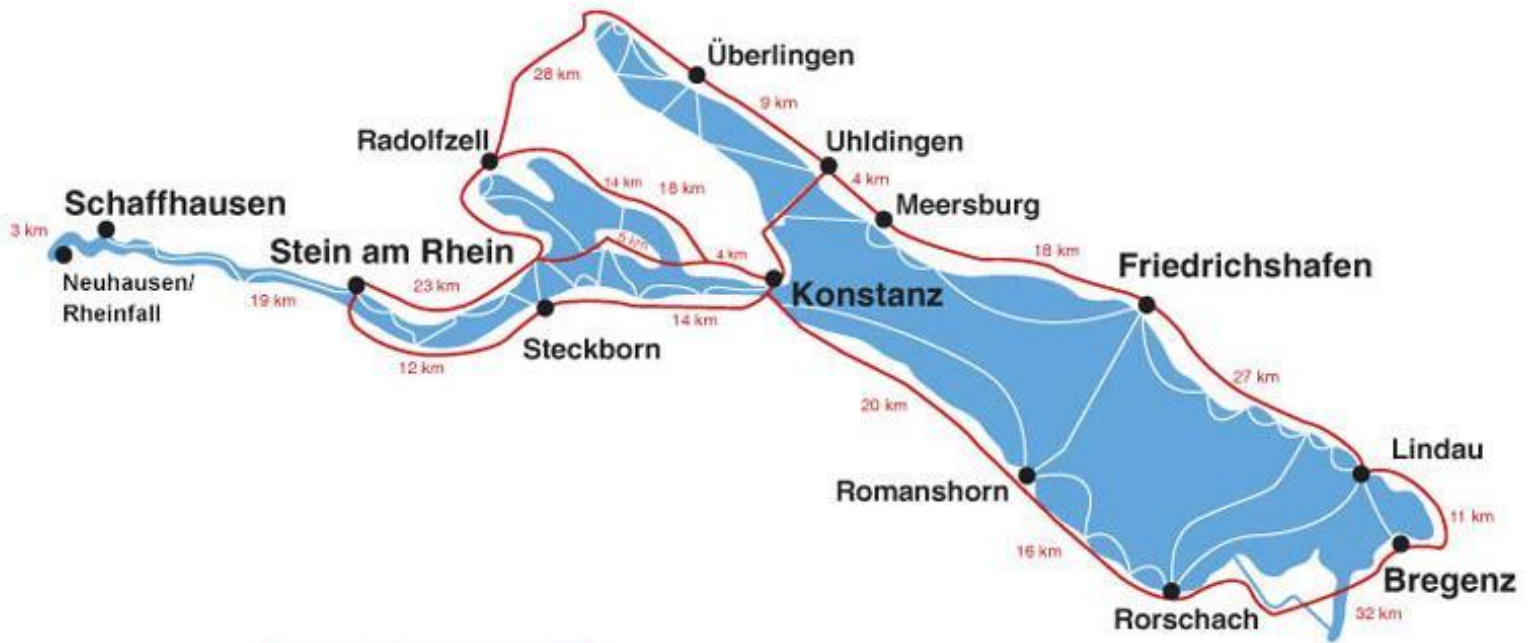 Überlingen
28 km
9 km
Radolfzell
Uhldingen
4 km
14 km
18 km
Schaffhausen
3 km
Meersburg
Stein am Rhein
5 km
4 km
18 km
Friedrichshafen
Neuhausen/
Rheinfall
19 km
23 km
Konstanz
14 km
Steckborn
12 km
20 km
27 km
Lindau
Romanshorn
11 km
16 km
Bregenz
Rorschach
32 km